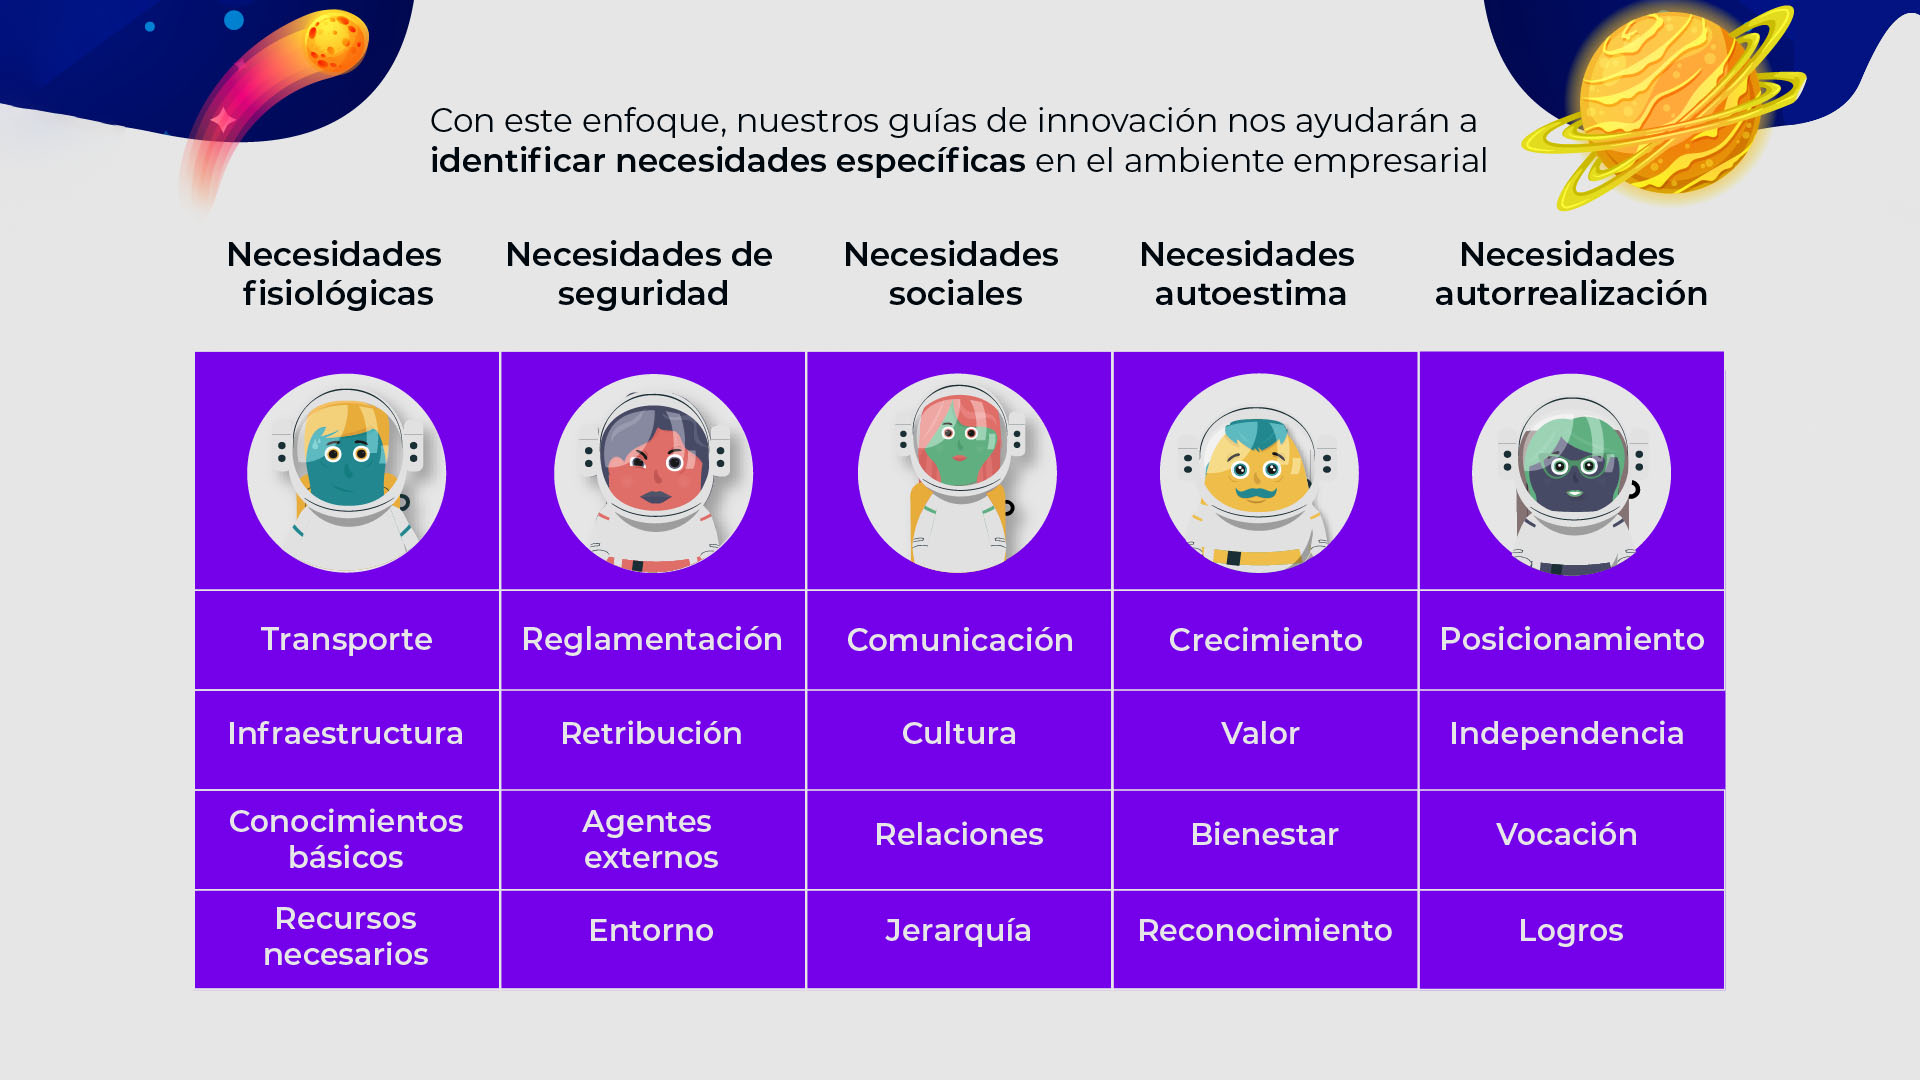 Con este enfoque, nuestros guías de innovación nos ayudarán a
identificar necesidades específicas en el ambiente empresarial
Necesidades
fisiológicas
Necesidades de
seguridad
Necesidades
sociales
Necesidades
autoestima
Necesidades
autorrealización
Transporte
Reglamentación
Comunicación
Crecimiento
Posicionamiento
Infraestructura
Retribución
Cultura
Valor
Independencia
Conocimientos
básicos
Agentes
externos
Relaciones
Bienestar
Vocación
Recursos
necesarios
Entorno
Jerarquía
Reconocimiento
Logros